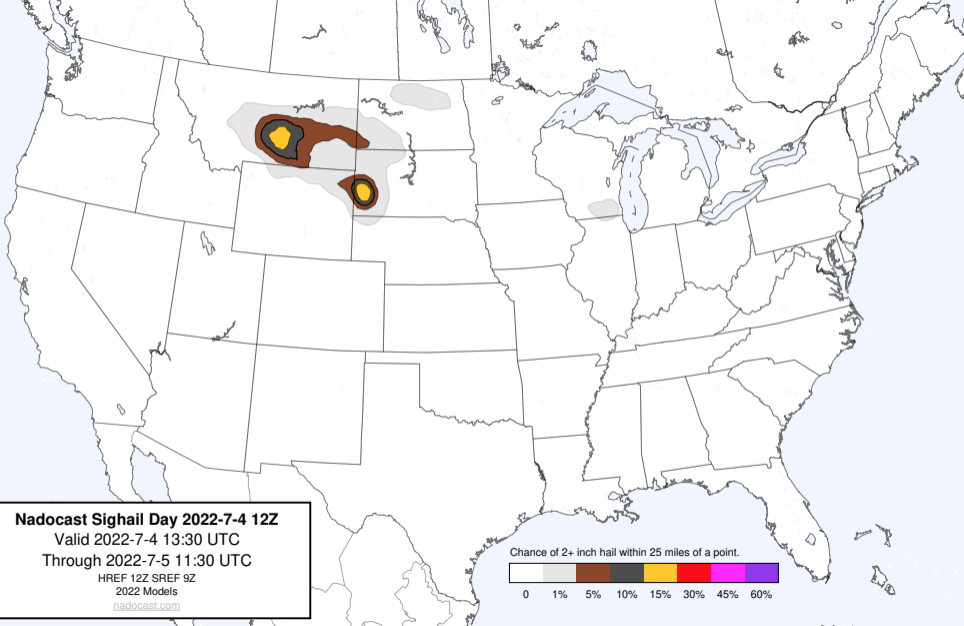 Nadocast Sighail Day 2022-7-4 12Z
Valid 2022-7-4 13:30 UTC
Through 2022-7-5 11:30 UTC
HREF 12Z SREF 9Z
2022 Models
nadocast.com
Chance of 2+ inch hail within 25 miles of a point.
0 1% 5% 10% 15% 30% 45% 60%